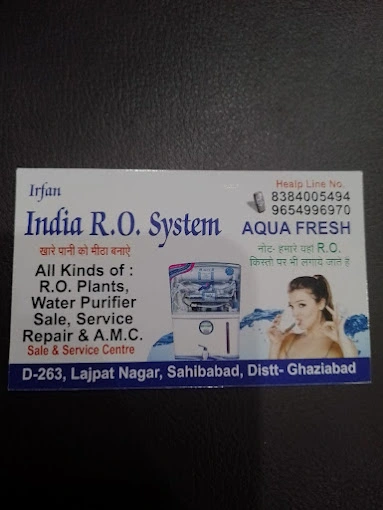 Irfan
Healp Line No.
8384005494
9654996970
India R.O. System
AQUA FRESH
खारे पानी को मीठा बनाऐ
नोट- हमारे यहां R.O.
किस्तो पर भी लगाये जाते है
All Kinds of :
R.O. Plants,
Water Purifier
Sale, Service
Repair & A.M.C.
Sale & Service Centre
D-263, Lajpat Nagar, Sahibabad, Distt- Ghaziabad